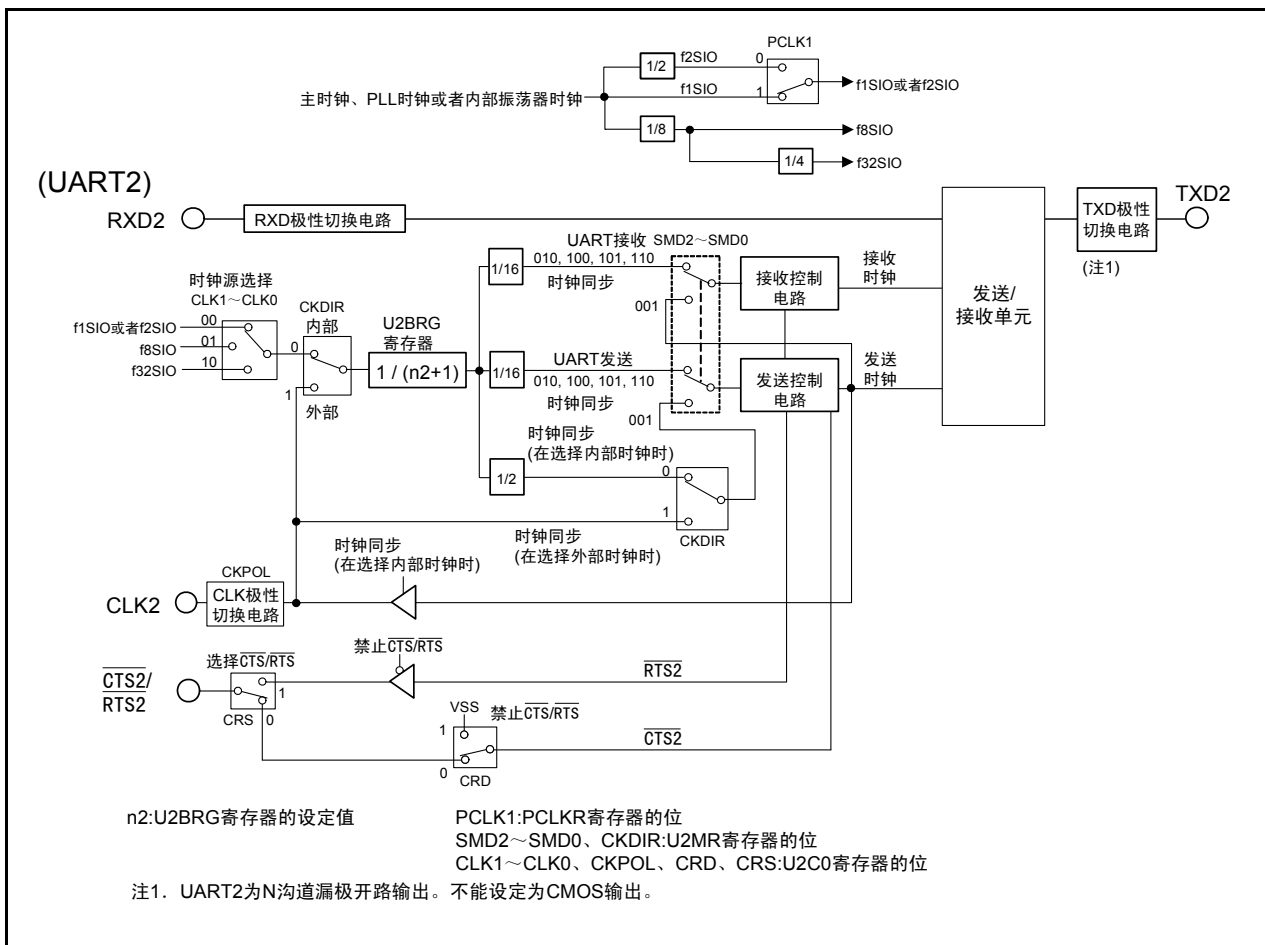 PCLK1
1/2
f2SIO
0
f1SIO
1
f1SIO或者f2SIO
主时钟、PLL时钟或者内部振荡器时钟
1/8
f8SIO
1/4
f32SIO
(UART2)
RXD2
RXD极性切换电路
TXD极性
切换电路
TXD2
(注1)
UART接收
SMD2～SMD0
1/16
010, 100, 101, 110
时钟同步
001
接收控制
电路
接收
时钟
发送/
接收单元
时钟源选择
CLK1～CLK0
f1SIO或者f2SIO
00
f8SIO
01
f32SIO
10
CKDIR
内部
0
1
外部
U2BRG
寄存器
1 / (n2+1)
1/16
UART发送
010, 100, 101, 110
时钟同步
001
发送控制
电路
发送
时钟
时钟同步
(在选择内部时钟时)
1/2
0
1
CKDIR
时钟同步
(在选择外部时钟时)
时钟同步
(在选择内部时钟时)
CKPOL
CLK2
CLK极性
切换电路
禁止CTS/RTS
选择CTS/RTS
CTS2/
RTS2
1
CRS
0
RTS2
VSS
禁止CTS/RTS
1
CTS2
0
CRD
n2:U2BRG寄存器的设定值
PCLK1:PCLKR寄存器的位
SMD2～SMD0、CKDIR:U2MR寄存器的位
CLK1～CLK0、CKPOL、CRD、CRS:U2C0寄存器的位
注1. UART2为N沟道漏极开路输出。不能设定为CMOS输出。